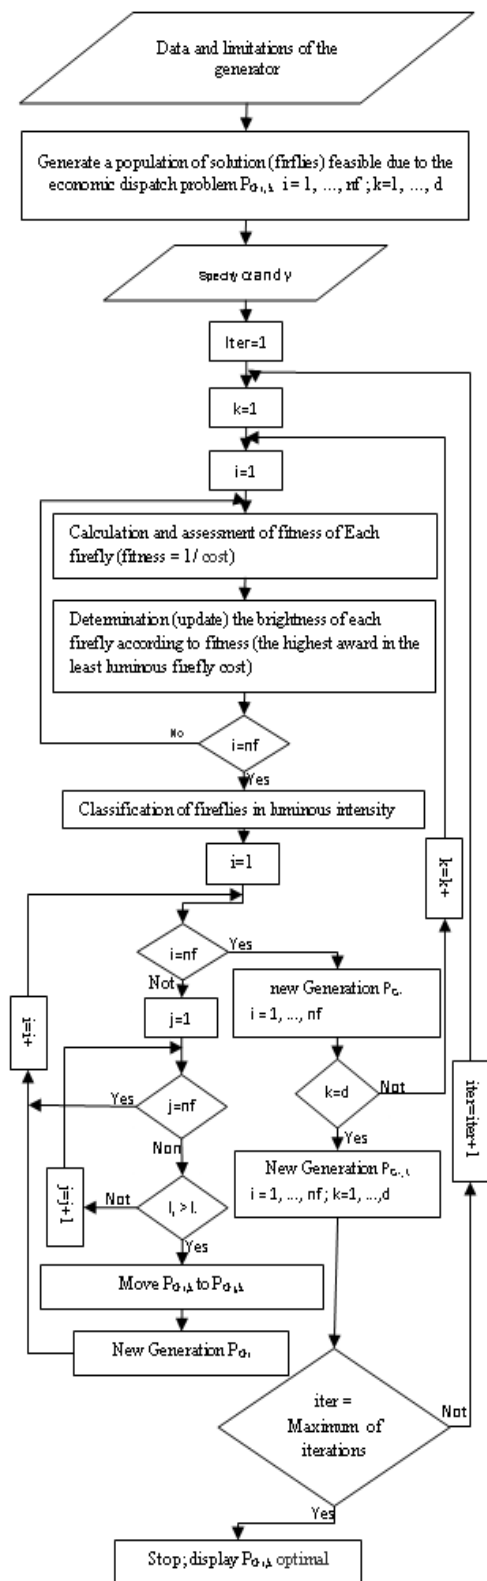 Data and limitations of the
generator
Generate a population of solution (firflies) feasible due to the
economic dispatch problem P i = 1, ..., nf ; k=1, ..., d
Specify α and γ
Iter=1
k=1
i=1
Calculation and assessment of fitness of Each
firefly (fitness = 1/ cost)
Determination (update) the brightness of each
firefly according to fitness (the highest award in the
least luminous firefly cost)
No
i=nf
Yes
Classification of fireflies in luminous intensity
i=1
k=k+
i=nf
Yes
Not
new Generation P
i = 1, ..., nf
j=1
i=i+
iter=iter+1
k=d
Not
Yes
j=nf
Yes
Non
New Generation P
i = 1, ..., nf; k=1, ...,d
j=j+1
Not
I > I
Yes
Move P to P
New Generation P
iter =
Maximum of
iterations
Not
Yes
Stop; display P optimal